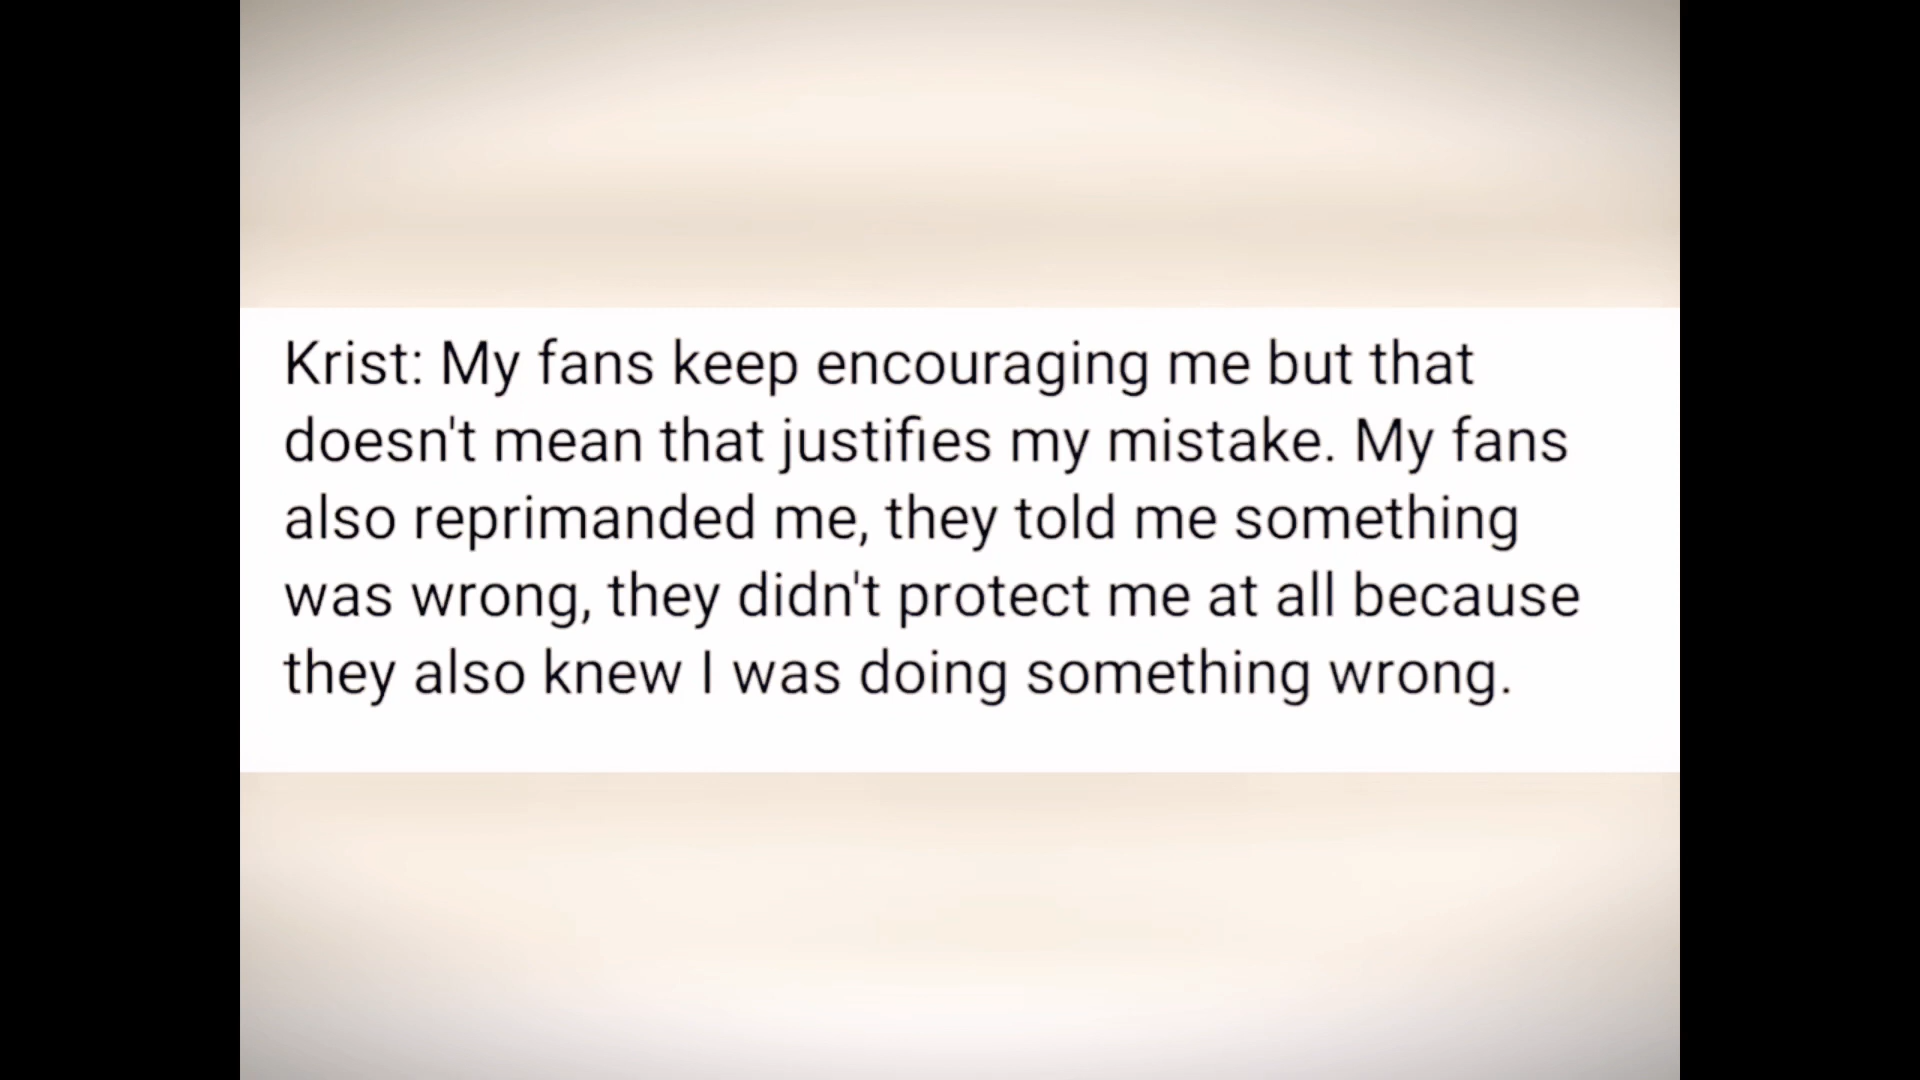 Krist: My fans keep encouraging me but that
doesn't mean that justifies my mistake. My fans
also reprimanded me, they told me something
was wrong, they didn't protect me at all because
they also knew I was doing something wrong.